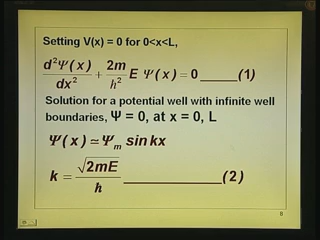 Setting V(x) = 0 for 0<x<L,
d²Ψ(x)/dx² + 2m/ħ² E Ψ(x) = 0 _____(1)
Solution for a potential well with infinite well
boundaries, Ψ = 0, at x = 0, L
Ψ(x) ≃ Ψₘ sin kx
k = √2mE/ħ __________(2)
8